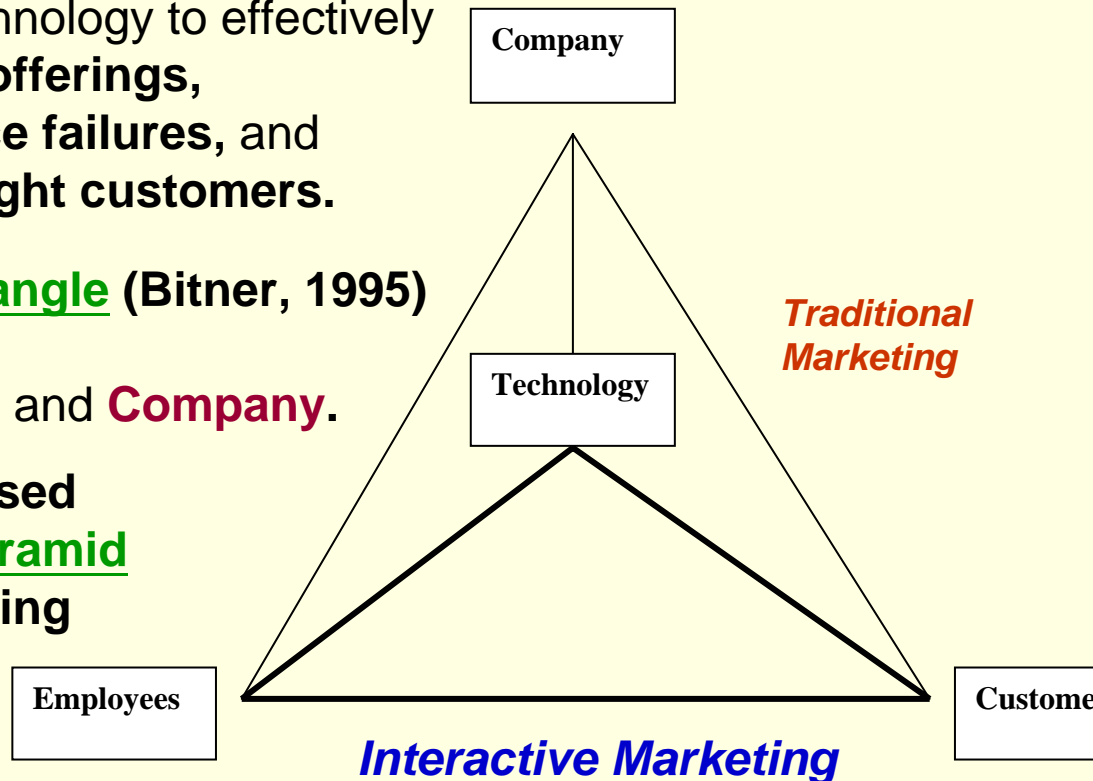 hnology to effectively
offerings,
e failures, and
ght customers.
angle (Bitner, 1995)
and Company.
sed
ramid
ing
Company
Traditional
Marketing
Technology
Employees
Custome
Interactive Marketing